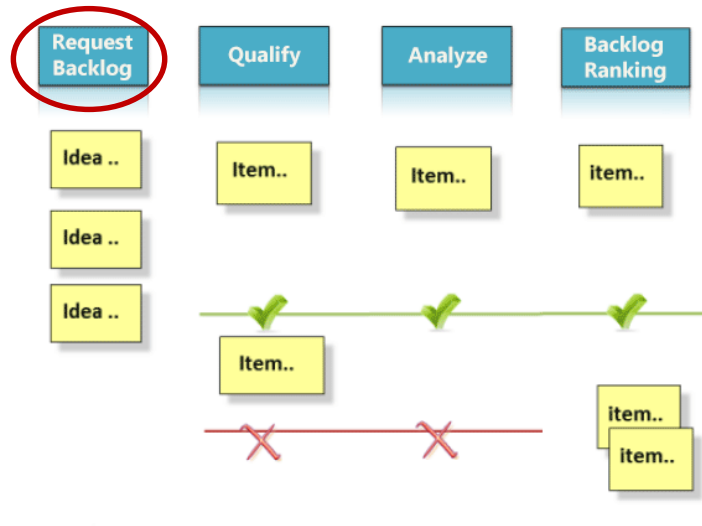 Request
Backlog
Qualify
Analyze
Backlog
Ranking
Idea ..
Item..
Item..
item..
Idea ..
Idea ..
Item..
item..
item..